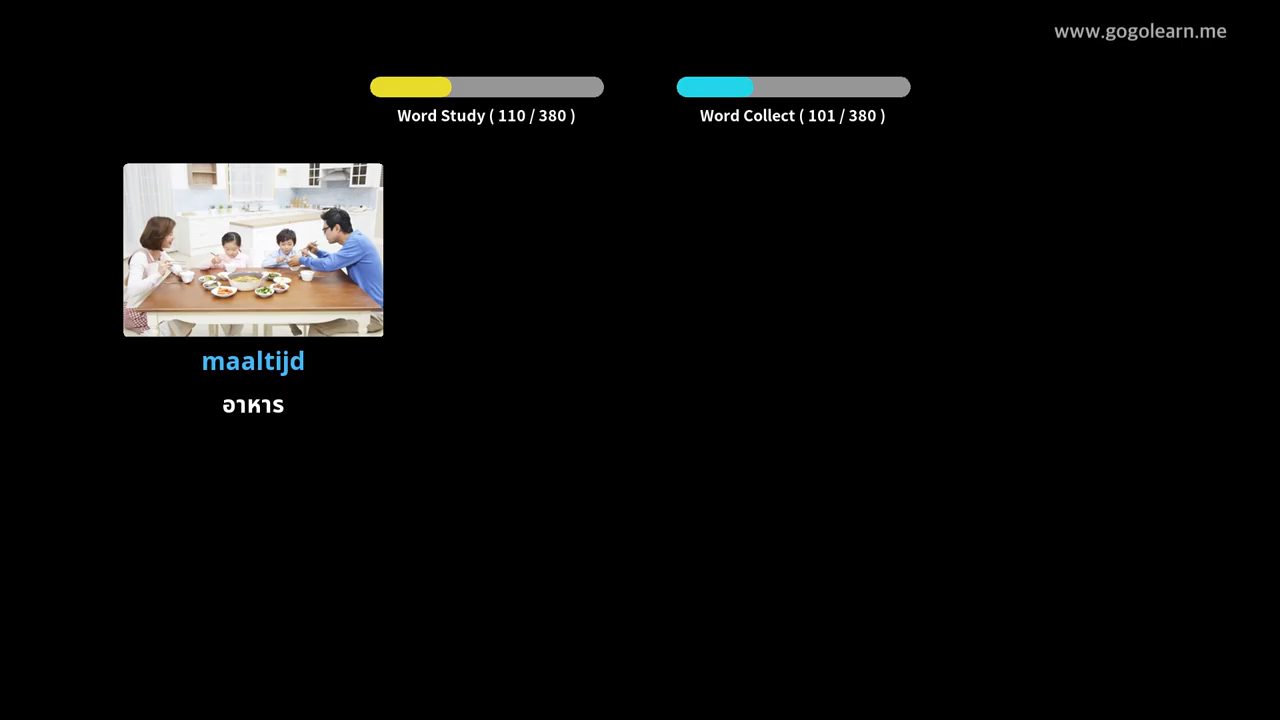 www.gogolearn.me
Word Study ( 110 / 380 )
Word Collect ( 101 / 380 )
maaltijd
อาหาร